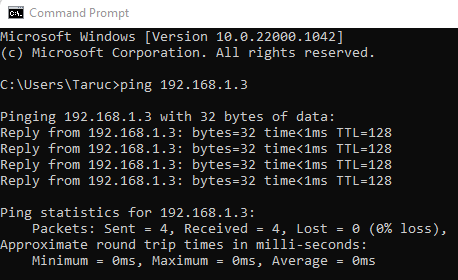 Command Prompt
Microsoft Windows [Version 10.0.22000.1042]
(c) Microsoft Corporation. All rights reserved.
C:\Users\Taruc>ping 192.168.1.3
Pinging 192.168.1.3 with 32 bytes of data:
Reply from 192.168.1.3: bytes=32 time<1ms TTL=128
Reply from 192.168.1.3: bytes=32 time<1ms TTL=128
Reply from 192.168.1.3: bytes=32 time<1ms TTL=128
Reply from 192.168.1.3: bytes=32 time<1ms TTL=128
Ping statistics for 192.168.1.3:
    Packets: Sent = 4, Received = 4, Lost = 0 (0% loss),
Approximate round trip times in milli-seconds:
    Minimum = 0ms, Maximum = 0ms, Average = 0ms